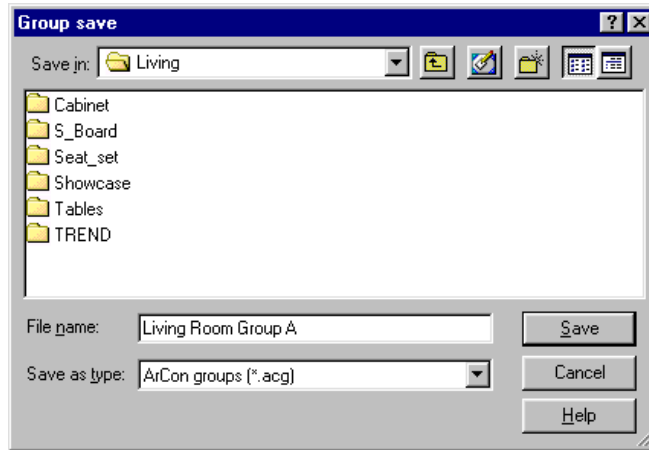 Group save
Save in: Living
Cabinet
S_Board
Seat_set
Showcase
Tables
TREND
File name: Living Room Group A Save
Save as type: ArCon groups (*.acg) Cancel
Help